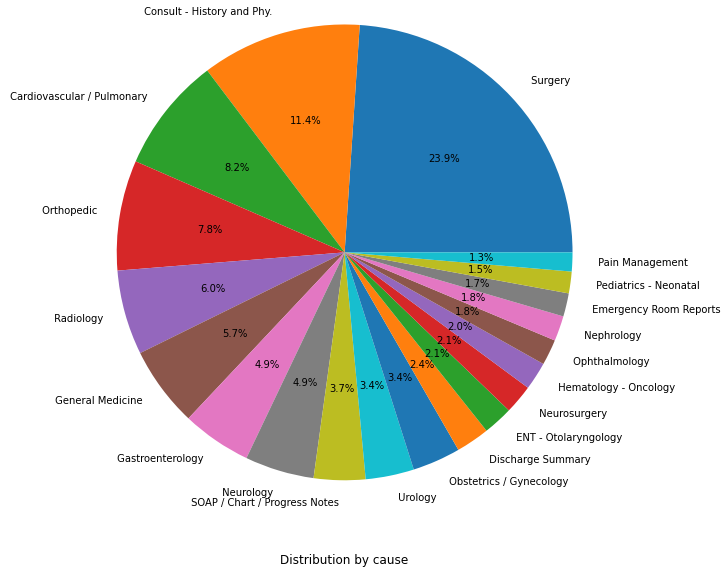 Consult - History and Phy.
Surgery
Cardiovascular / Pulmonary
11.4%
23.9%
8.2%
Orthopedic
7.8%
1.3%
Pain Management
1.5%
Pediatrics - Neonatal
6.0%
1.7%
Emergency Room Reports
1.8%
Radiology
1.8%
Nephrology
2.0%
5.7%
2.1%
Ophthalmology
2.1%
4.9%
2.4%
3.4%
4.9%
3.4%
3.7%
Hematology - Oncology
General Medicine
Neurosurgery
ENT - Otolaryngology
Gastroenterology
Discharge Summary
Obstetrics / Gynecology
Neurology
Urology
SOAP / Chart / Progress Notes
Distribution by cause